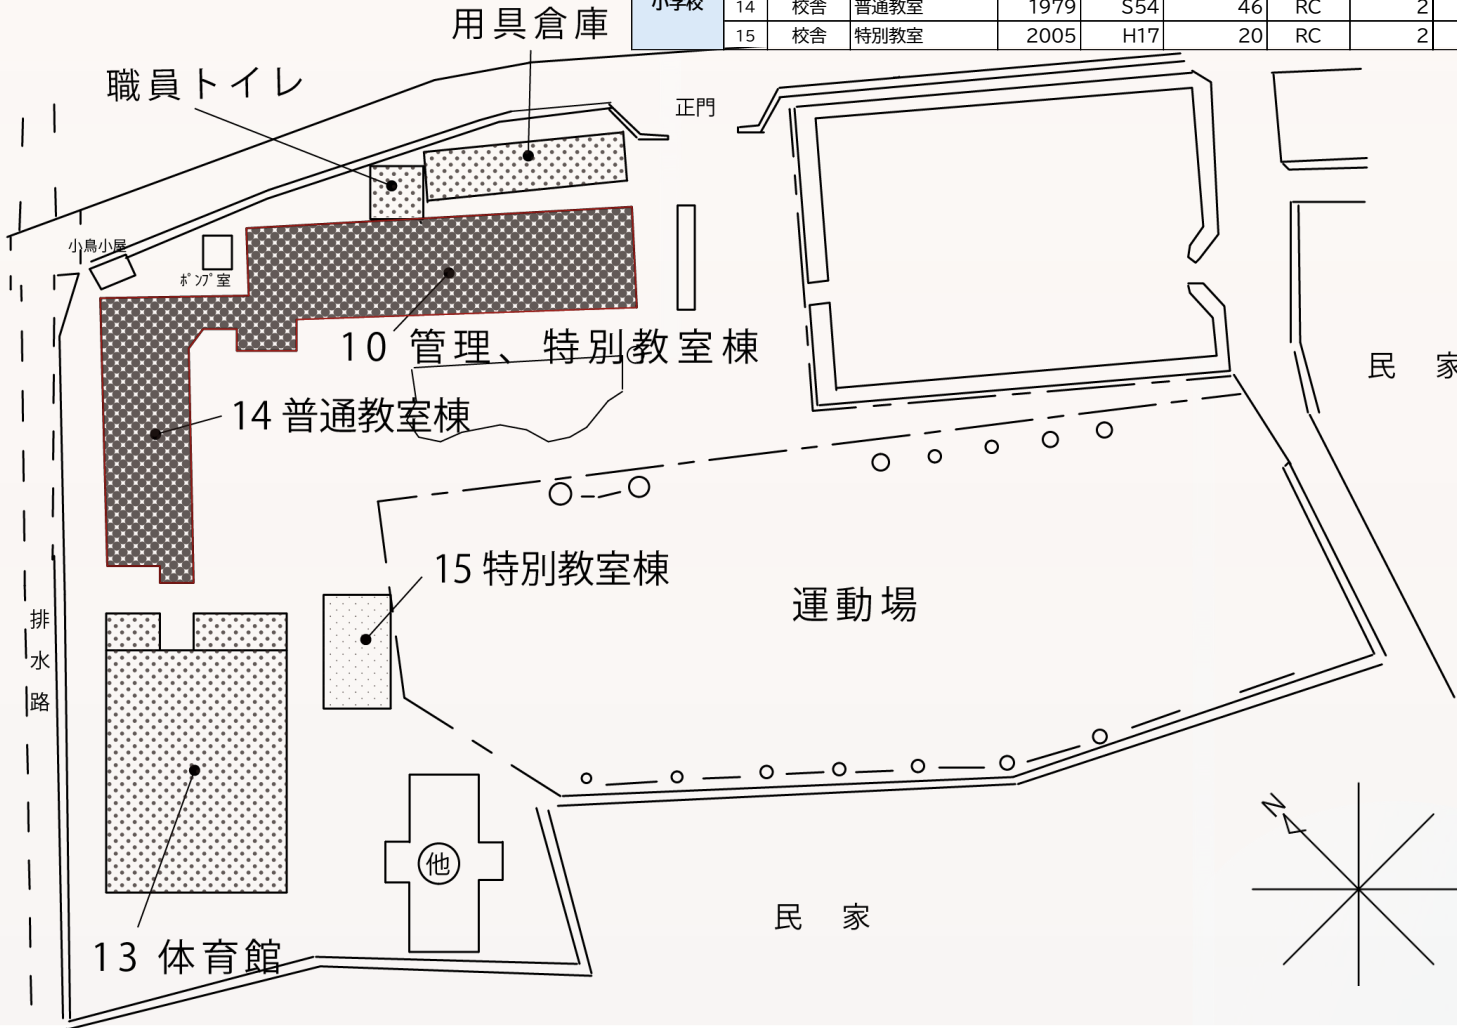 小学校
14 校舎 普通教室 1979 S54 46 RC 2
15 校舎 特別教室 2005 H17 20 RC 2
用具倉庫
職員トイレ
正門
小鳥小屋
ポンプ室
10 管理、特別教室棟
民 家
14 普通教室棟
15 特別教室棟
運動場
排水路
他
N
民 家
13 体育館